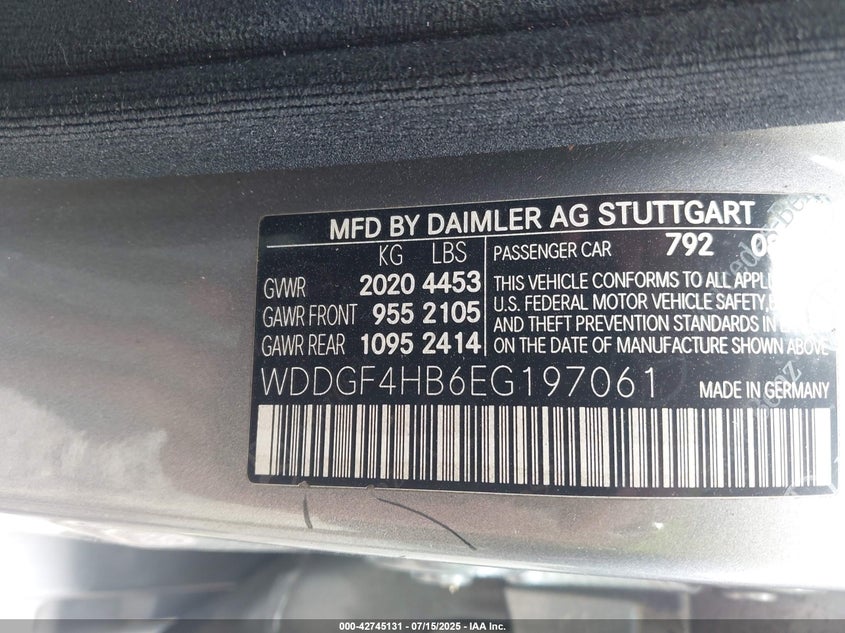 MFD BY DAIMLER AG STUTTGART
KG LBS
GVWR 2020 4453
GAWR FRONT 955 2105
GAWR REAR 1095 2414
PASSENGER CAR 792
THIS VEHICLE CONFORMS TO ALL
U.S. FEDERAL MOTOR VEHICLE SAFETY,
AND THEFT PREVENTION STANDARDS IN
ON THE DATE OF MANUFACTURE SHOWN ABOVE
WDDGF4HB6EG197061 MADE IN GERMANY
000-42745131 - 07/15/2025 - IAA Inc.